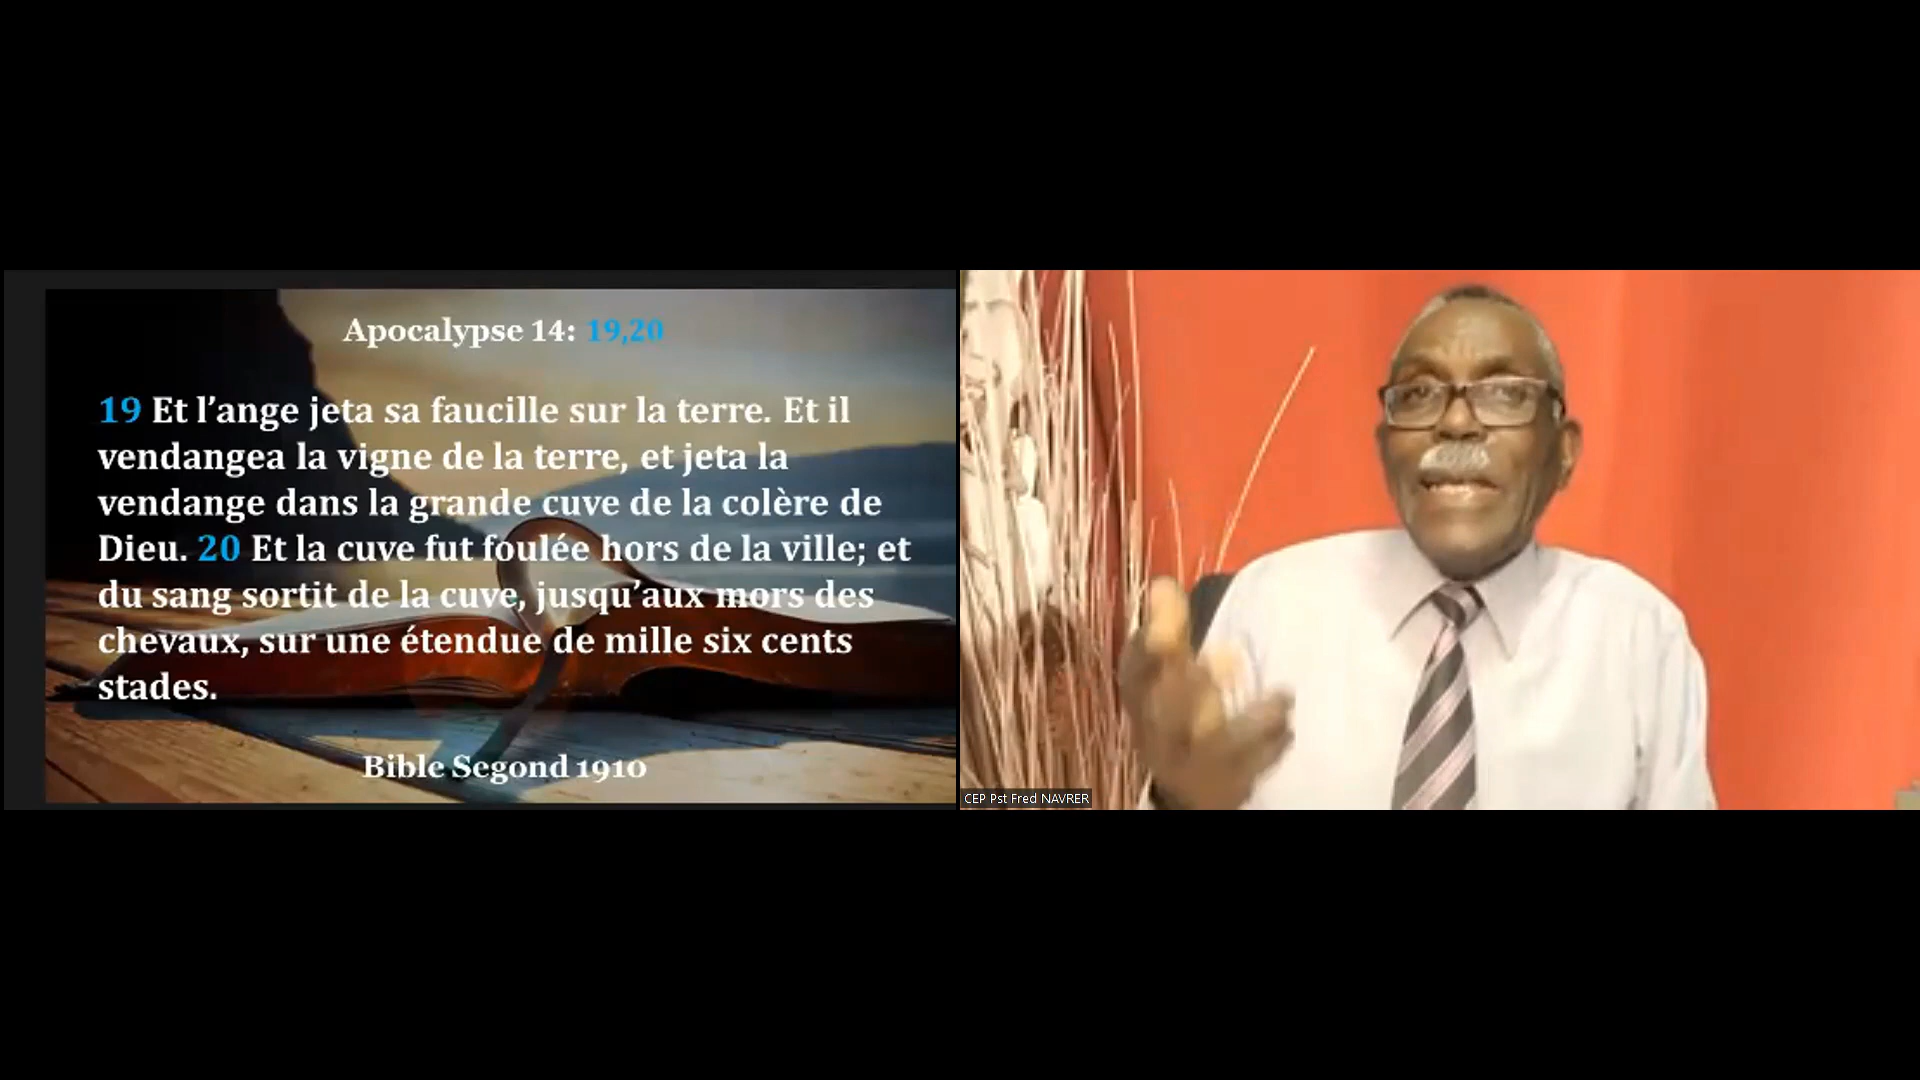 Apocalypse 14: 19,20
19 Et l’ange jeta sa faucille sur la terre. Et il
vendangea la vigne de la terre, et jeta la
vendange dans la grande cuve de la colère de
Dieu. 20 Et la cuve fut foulée hors de la ville; et
du sang sortit de la cuve, jusqu’aux mors des
chevaux, sur une étendue de mille six cents
stades.
Bible Segond 1910
CEP Pst Fred NAVRER